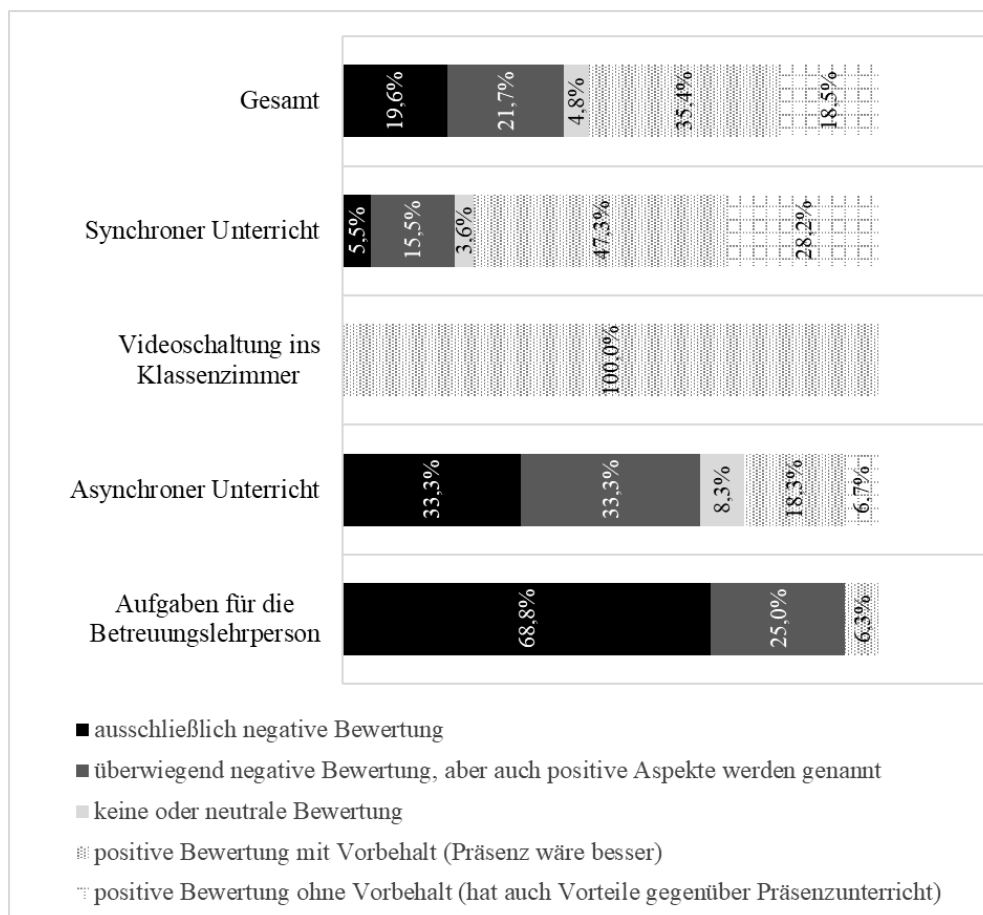 Gesamt
19,6%
21,7%
4,8%
35,4%
18,5%
Synchroner Unterricht
5,5%
15,5%
3,6%
47,3%
28,2%
Videoschaltung ins
Klassenzimmer
100,0%
Asynchroner Unterricht
33,3%
33,3%
8,3%
18,3%
6,7%
Aufgaben für die
Betreuungslehrperson
68,8%
25,0%
6,3%
ausschließlich negative Bewertung
überwiegend negative Bewertung, aber auch positive Aspekte werden genannt
keine oder neutrale Bewertung
positive Bewertung mit Vorbehalt (Präsenz wäre besser)
positive Bewertung ohne Vorbehalt (hat auch Vorteile gegenüber Präsenzunterricht)